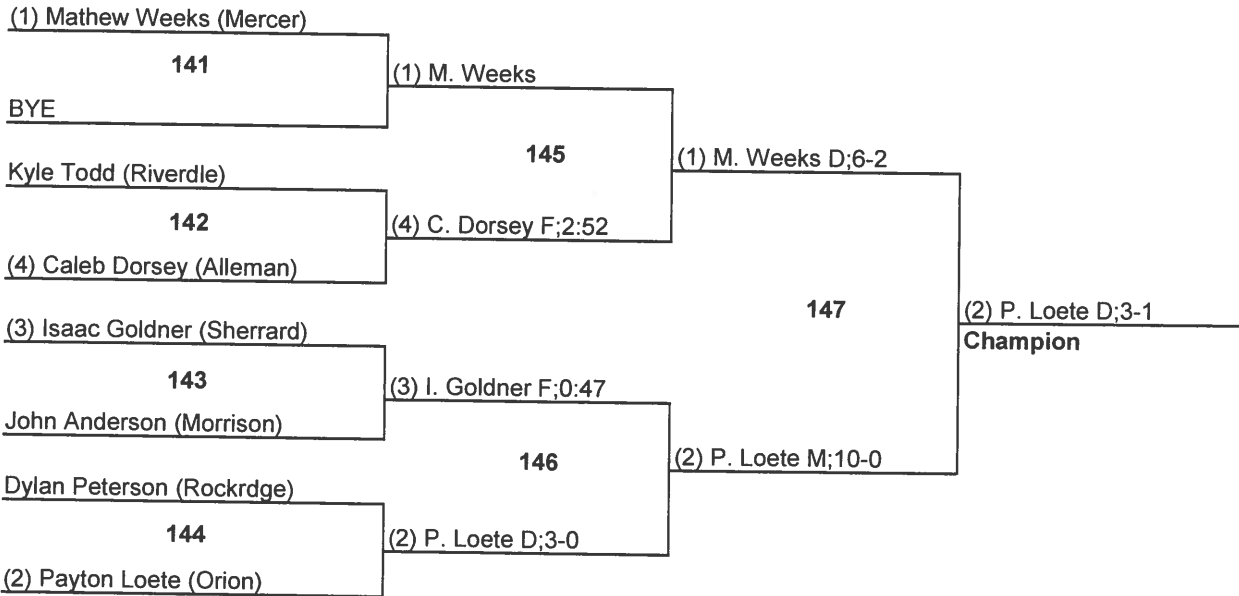 (1) Mathew Weeks (Mercer)
141
BYE
(1) M. Weeks
145
Kyle Todd (Riverdle)
142
(4) Caleb Dorsey (Alleman)
(4) C. Dorsey F;2:52
(1) M. Weeks D;6-2
(3) Isaac Goldner (Sherrard)
143
John Anderson (Morrison)
(3) I. Goldner F;0:47
146
Dylan Peterson (Rockrdge)
144
(2) Payton Loete (Orion)
(2) P. Loete D;3-0
(2) P. Loete M;10-0
147
(2) P. Loete D;3-1
Champion